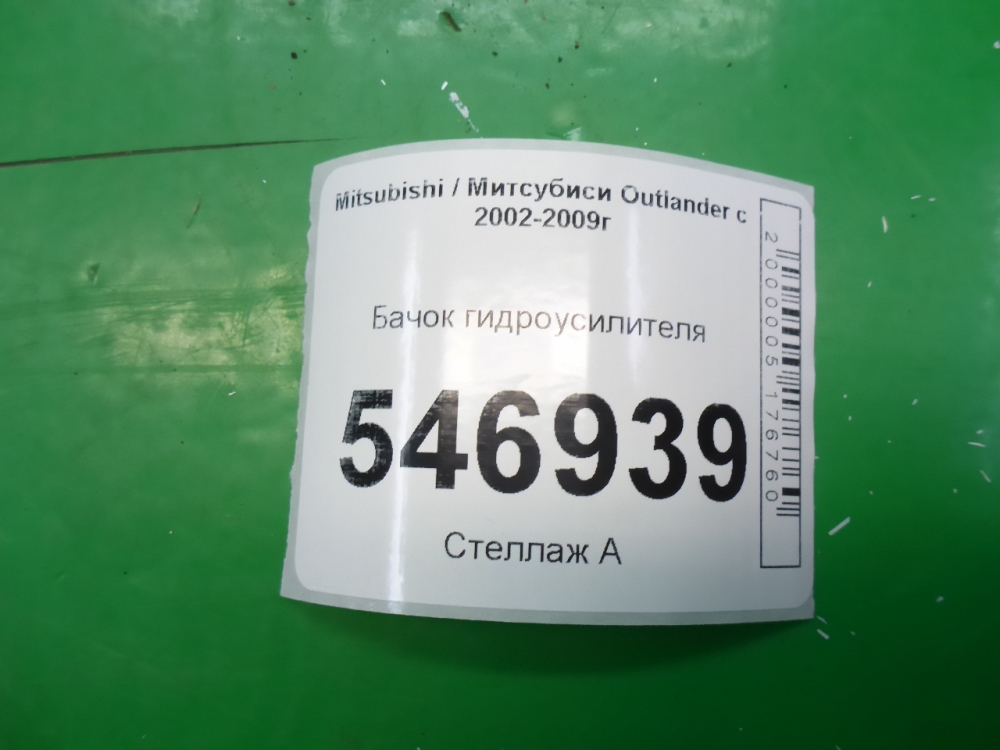 Mitsubishi / Митсубиси Outlander с
2002-2009г
Бачок гидроусилителя
546939
Стеллаж А
2000005176760